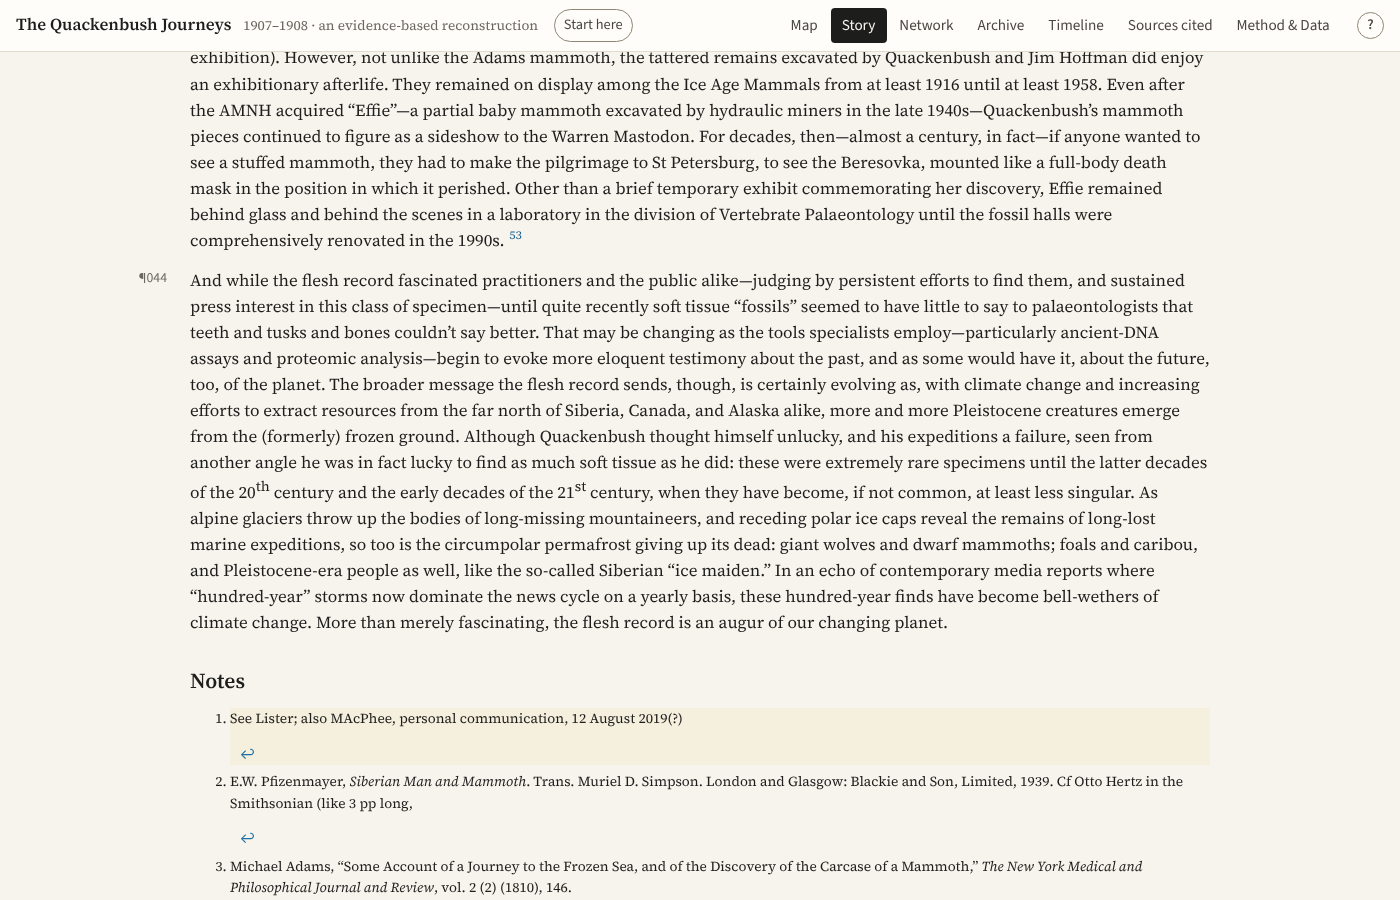 The Quackenbush Journeys 1907–1908 · an evidence-based reconstruction Start here Map Story Network Archive Timeline Sources cited Method & Data ?
exhibition). However, not unlike the Adams mammoth, the tattered remains excavated by Quackenbush and Jim Hoffman did enjoy
an exhibitionary afterlife. They remained on display among the Ice Age Mammals from at least 1916 until at least 1958. Even after
the AMNH acquired “Effie”—a partial baby mammoth excavated by hydraulic miners in the late 1940s—Quackenbush’s mammoth
pieces continued to figure as a sideshow to the Warren Mastodon. For decades, then—almost a century, in fact—if anyone wanted to
see a stuffed mammoth, they had to make the pilgrimage to St Petersburg, to see the Beresovka, mounted like a full-body death
mask in the position in which it perished. Other than a brief temporary exhibit commemorating her discovery, Effie remained
behind glass and behind the scenes in a laboratory in the division of Vertebrate Palaeontology until the fossil halls were
comprehensively renovated in the 1990s. 53
¶044 And while the flesh record fascinated practitioners and the public alike—judging by persistent efforts to find them, and sustained
press interest in this class of specimen—until quite recently soft tissue “fossils” seemed to have little to say to palaeontologists that
teeth and tusks and bones couldn’t say better. That may be changing as the tools specialists employ—particularly ancient-DNA
assays and proteomic analysis—begin to evoke more eloquent testimony about the past, and as some would have it, about the future,
too, of the planet. The broader message the flesh record sends, though, is certainly evolving as, with climate change and increasing
efforts to extract resources from the far north of Siberia, Canada, and Alaska alike, more and more Pleistocene creatures emerge
from the (formerly) frozen ground. Although Quackenbush thought himself unlucky, and his expeditions a failure, seen from
another angle he was in fact lucky to find as much soft tissue as he did: these were extremely rare specimens until the latter decades
of the 20th century and the early decades of the 21st century, when they have become, if not common, at least less singular. As
alpine glaciers throw up the bodies of long-missing mountaineers, and receding polar ice caps reveal the remains of long-lost
marine expeditions, so too is the circumpolar permafrost giving up its dead: giant wolves and dwarf mammoths; foals and caribou,
and Pleistocene-era people as well, like the so-called Siberian “ice maiden.” In an echo of contemporary media reports where
“hundred-year” storms now dominate the news cycle on a yearly basis, these hundred-year finds have become bell-wethers of
climate change. More than merely fascinating, the flesh record is an augur of our changing planet.
Notes
1. See Lister; also MAcPhee, personal communication, 12 August 2019(?)
↩
2. E.W. Pfizenmayer, Siberian Man and Mammoth. Trans. Muriel D. Simpson. London and Glasgow: Blackie and Son, Limited, 1939. Cf Otto Hertz in the
Smithsonian (like 3 pp long,
↩
3. Michael Adams, “Some Account of a Journey to the Frozen Sea, and of the Discovery of the Carcase of a Mammoth,” The New York Medical and
Philosophical Journal and Review, vol. 2 (2) (1810), 146.